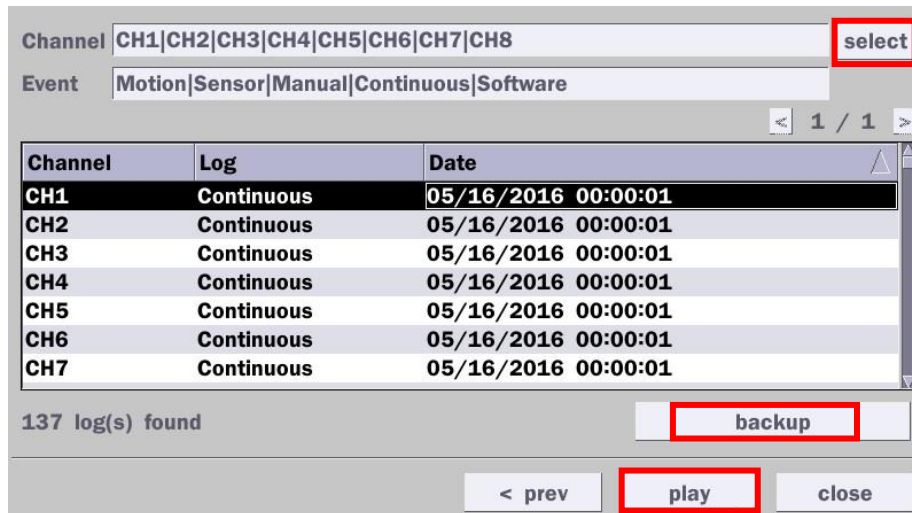 Channel CH1|CH2|CH3|CH4|CH5|CH6|CH7|CH8 select
Event Motion|Sensor|Manual|Continuous|Software
< 1 / 1 >
Channel Log Date
CH1 Continuous 05/16/2016 00:00:01
CH2 Continuous 05/16/2016 00:00:01
CH3 Continuous 05/16/2016 00:00:01
CH4 Continuous 05/16/2016 00:00:01
CH5 Continuous 05/16/2016 00:00:01
CH6 Continuous 05/16/2016 00:00:01
CH7 Continuous 05/16/2016 00:00:01
137 log(s) found backup
< prev play close